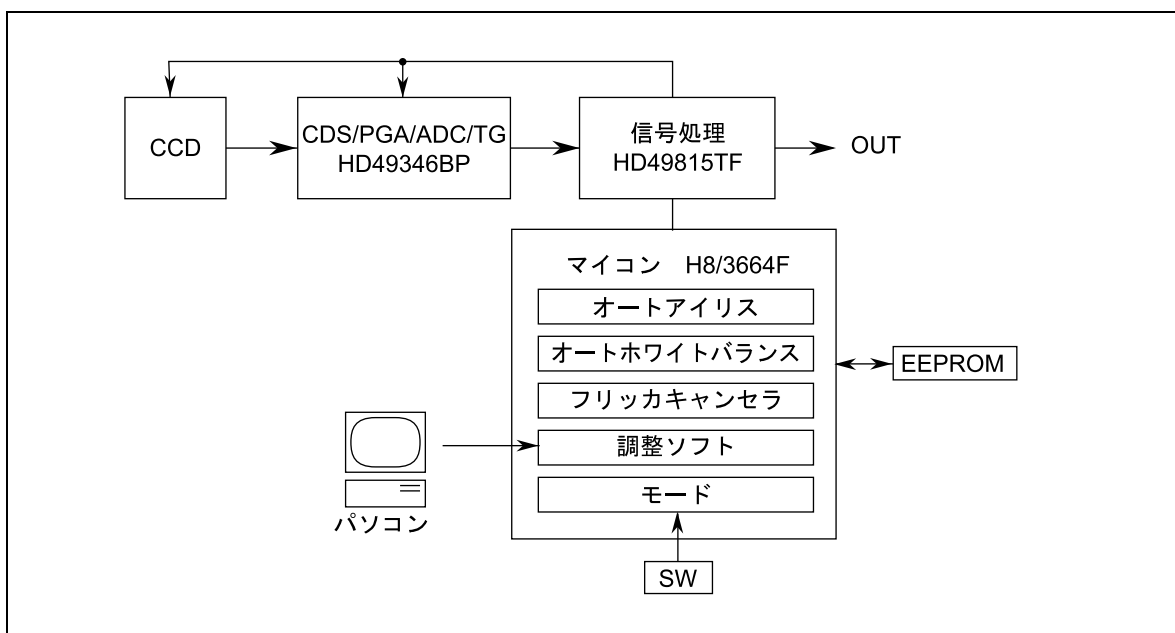 CCD
CDS/PGA/ADC/TG
HD49346BP
信号処理
HD49815TF
OUT
マイコン H8/3664F
オートアイリス
オートホワイトバランス
フリッカキャンセラ
調整ソフト
モード
EEPROM
パソコン
SW